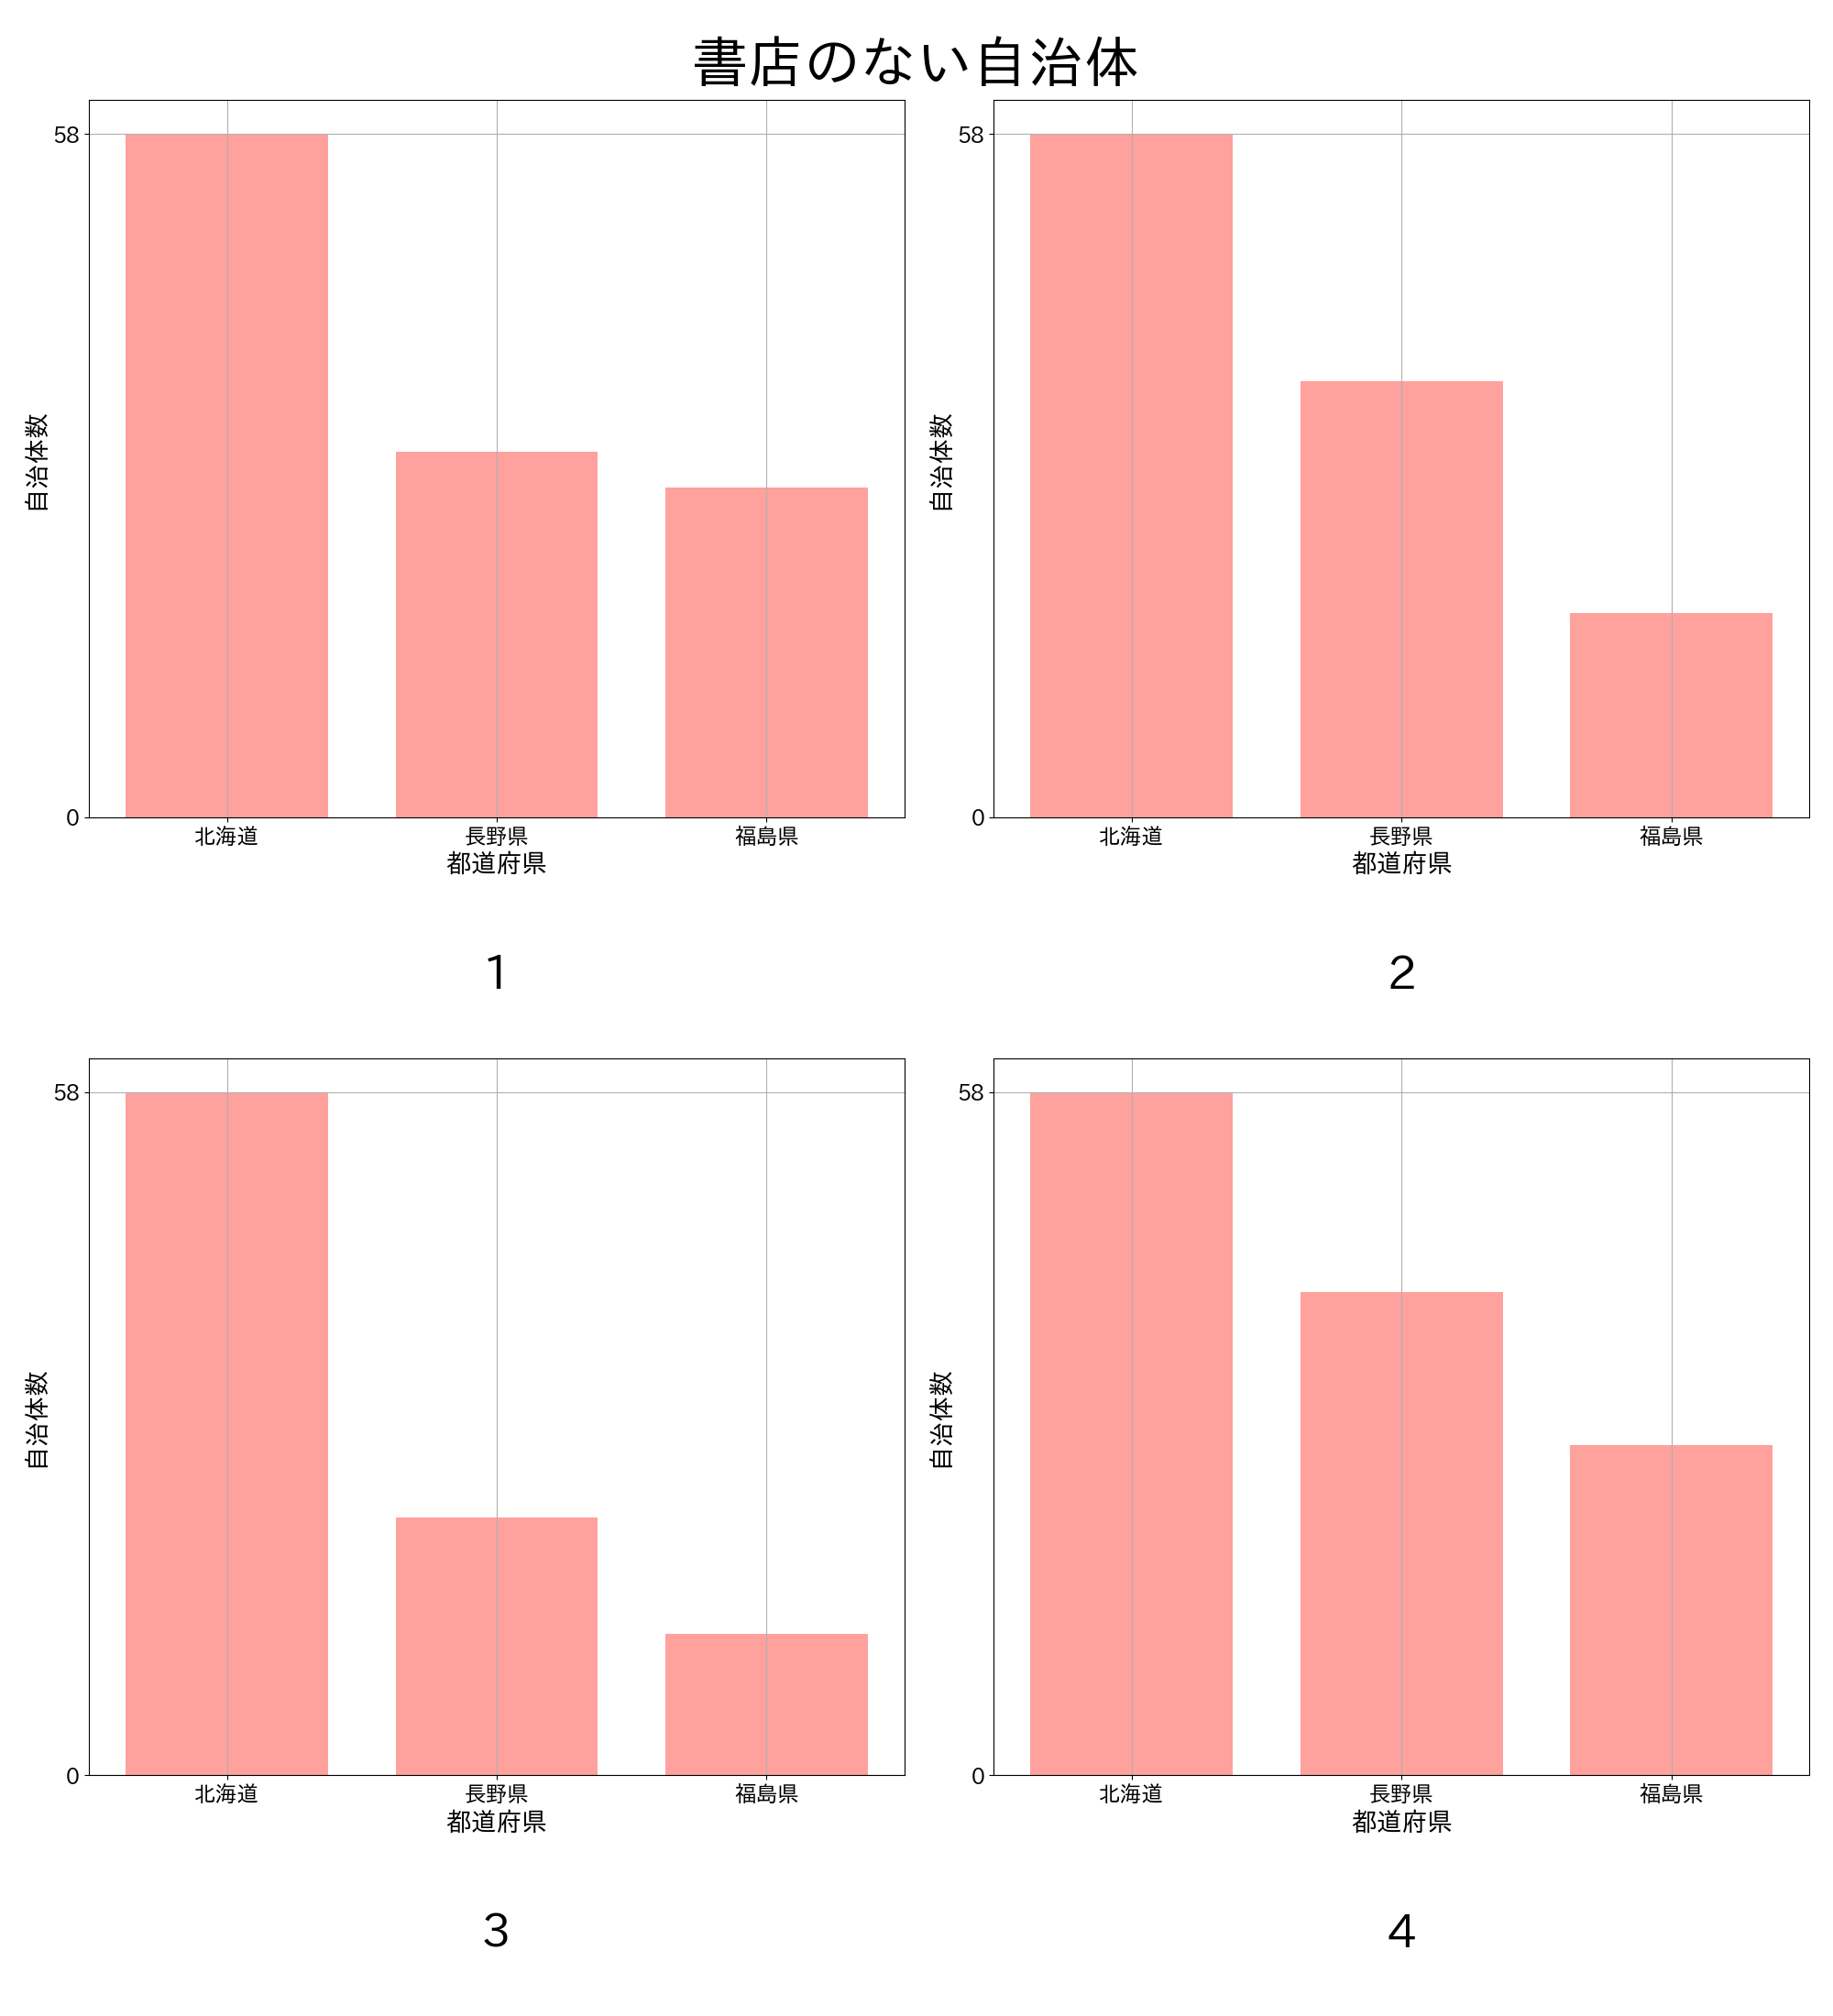 書店のない自治体
58
0
自治体数
北海道 長野県 福島県
都道府県
1
58
0
自治体数
北海道 長野県 福島県
都道府県
2
58
0
自治体数
北海道 長野県 福島県
都道府県
3
58
0
自治体数
北海道 長野県 福島県
都道府県
4